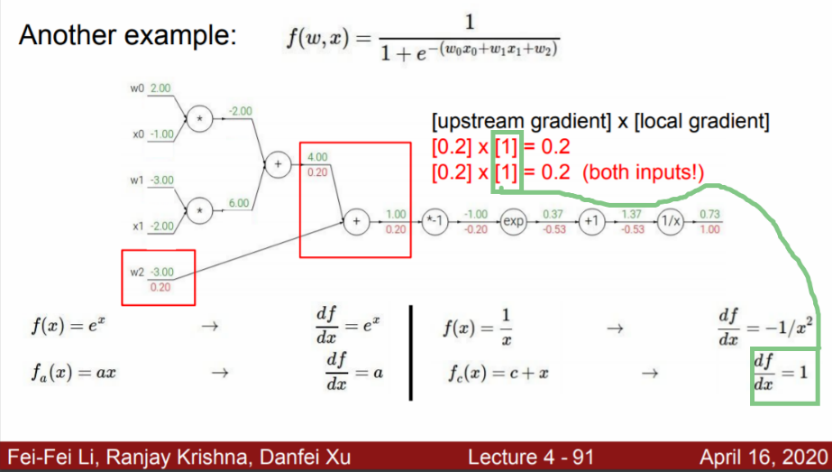 Another example: f(w, x) = 1 / (1 + e^−(w₀x₀+w₁x₁+w₂))
w0 2.00
-2.00
*
x0 -1.00
[upstream gradient] x [local gradient]
[0.2] x [1] = 0.2
[0.2] x [1] = 0.2 (both inputs!)
+ 4.00
0.20
w1 -3.00
6.00
*
x1 -2.00
+ 1.00 *-1 -1.00 exp 0.37 +1 1.37 1/x 0.73
0.20 -0.20 -0.53 -0.53 1.00
w2 -3.00
0.20
f(x) = eˣ → df/dx = eˣ f(x) = 1/x → df/dx = −1/x²
fₐ(x) = ax → df/dx = a f꜀(x) = c + x → df/dx = 1
Fei-Fei Li, Ranjay Krishna, Danfei Xu Lecture 4 - 91 April 16, 2020